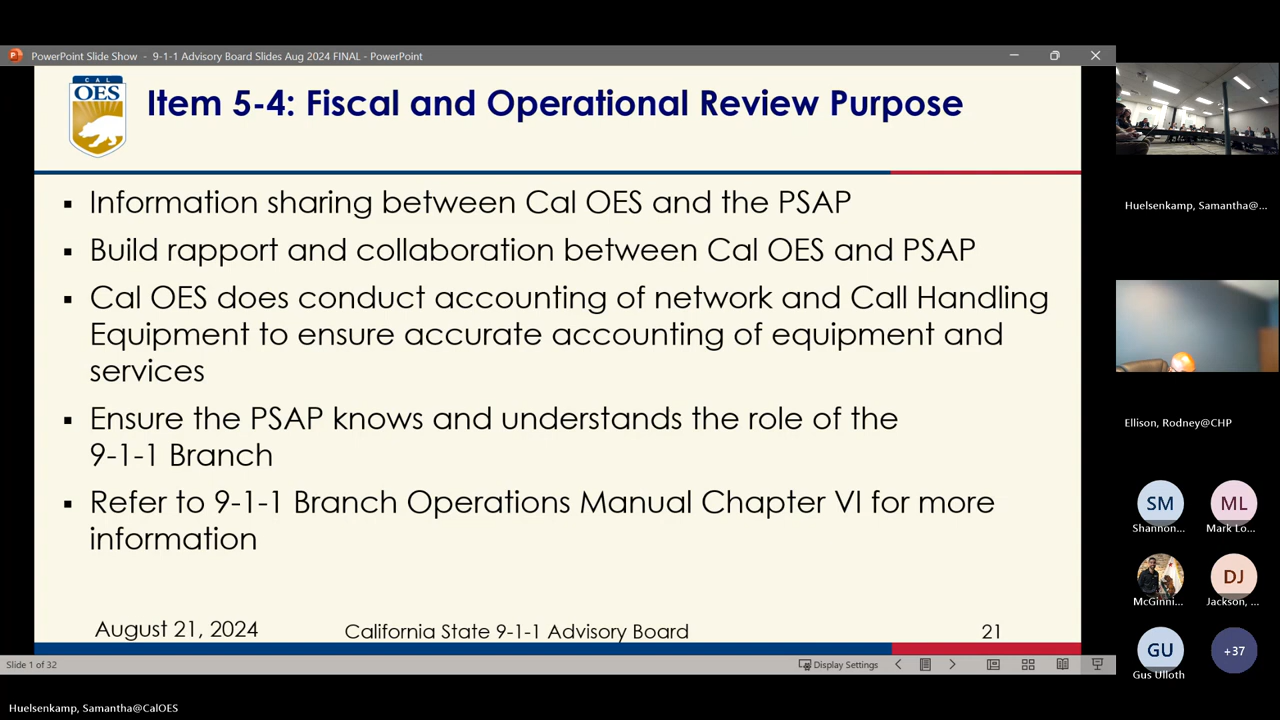 PowerPoint Slide Show - 9-1-1 Advisory Board Slides Aug 2024 FINAL - PowerPoint
CAL
OES
Item 5-4: Fiscal and Operational Review Purpose
▪ Information sharing between Cal OES and the PSAP
▪ Build rapport and collaboration between Cal OES and PSAP
▪ Cal OES does conduct accounting of network and Call Handling
Equipment to ensure accurate accounting of equipment and
services
▪ Ensure the PSAP knows and understands the role of the
9-1-1 Branch
▪ Refer to 9-1-1 Branch Operations Manual Chapter VI for more
information
August 21, 2024
California State 9-1-1 Advisory Board
21
Slide 1 of 32
Display Settings
Huelsenkamp, Samantha@...
Ellison, Rodney@CHP
SM
Shannon...
ML
Mark Lo...
McGinni...
DJ
Jackson, ...
GU
Gus Ulloth
+37
Huelsenkamp, Samantha@CalOES